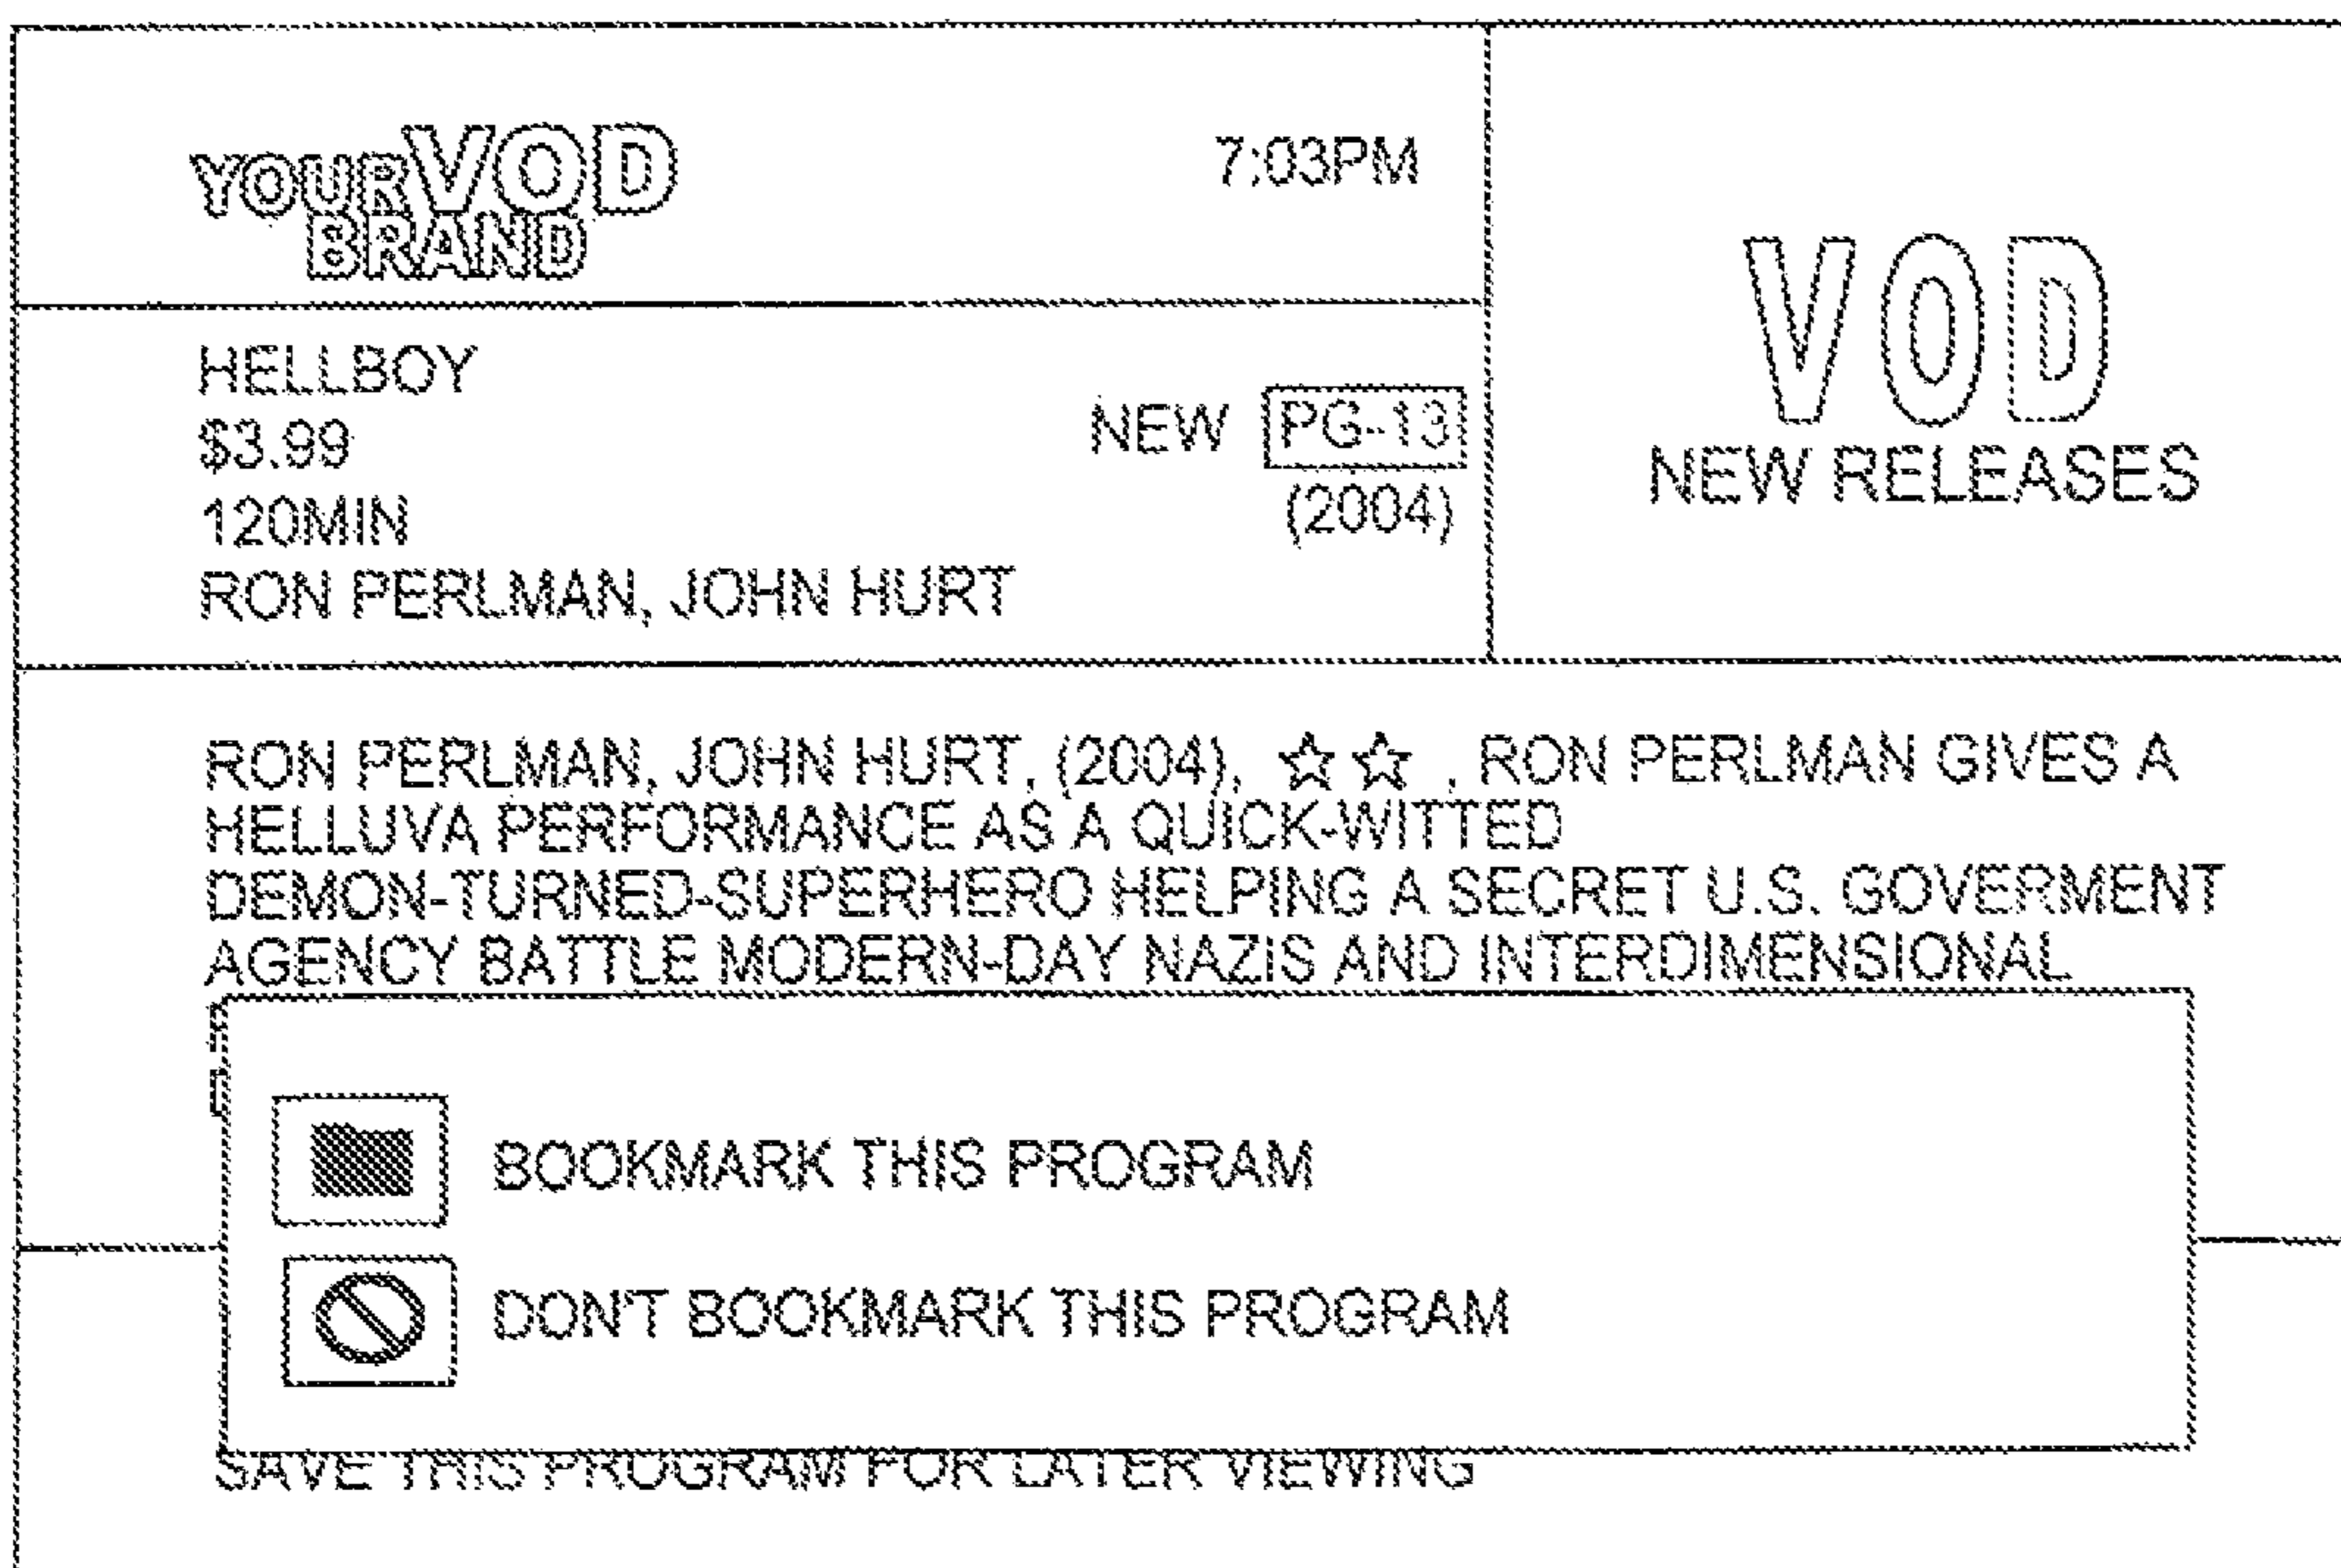 YOUR VOD
BRAND
7:03PM
HELLBOY
$3.99
120MIN
RON PERLMAN, JOHN HURT
NEW PG-13
(2004)
VOD
NEW RELEASES
RON PERLMAN, JOHN HURT, (2004), ☆☆ , RON PERLMAN GIVES A
HELLUVA PERFORMANCE AS A QUICK-WITTED
DEMON-TURNED-SUPERHERO HELPING A SECRET U.S. GOVERMENT
AGENCY BATTLE MODERN-DAY NAZIS AND INTERDIMENSIONAL
BOOKMARK THIS PROGRAM
DON'T BOOKMARK THIS PROGRAM
SAVE THIS PROGRAM FOR LATER VIEWING